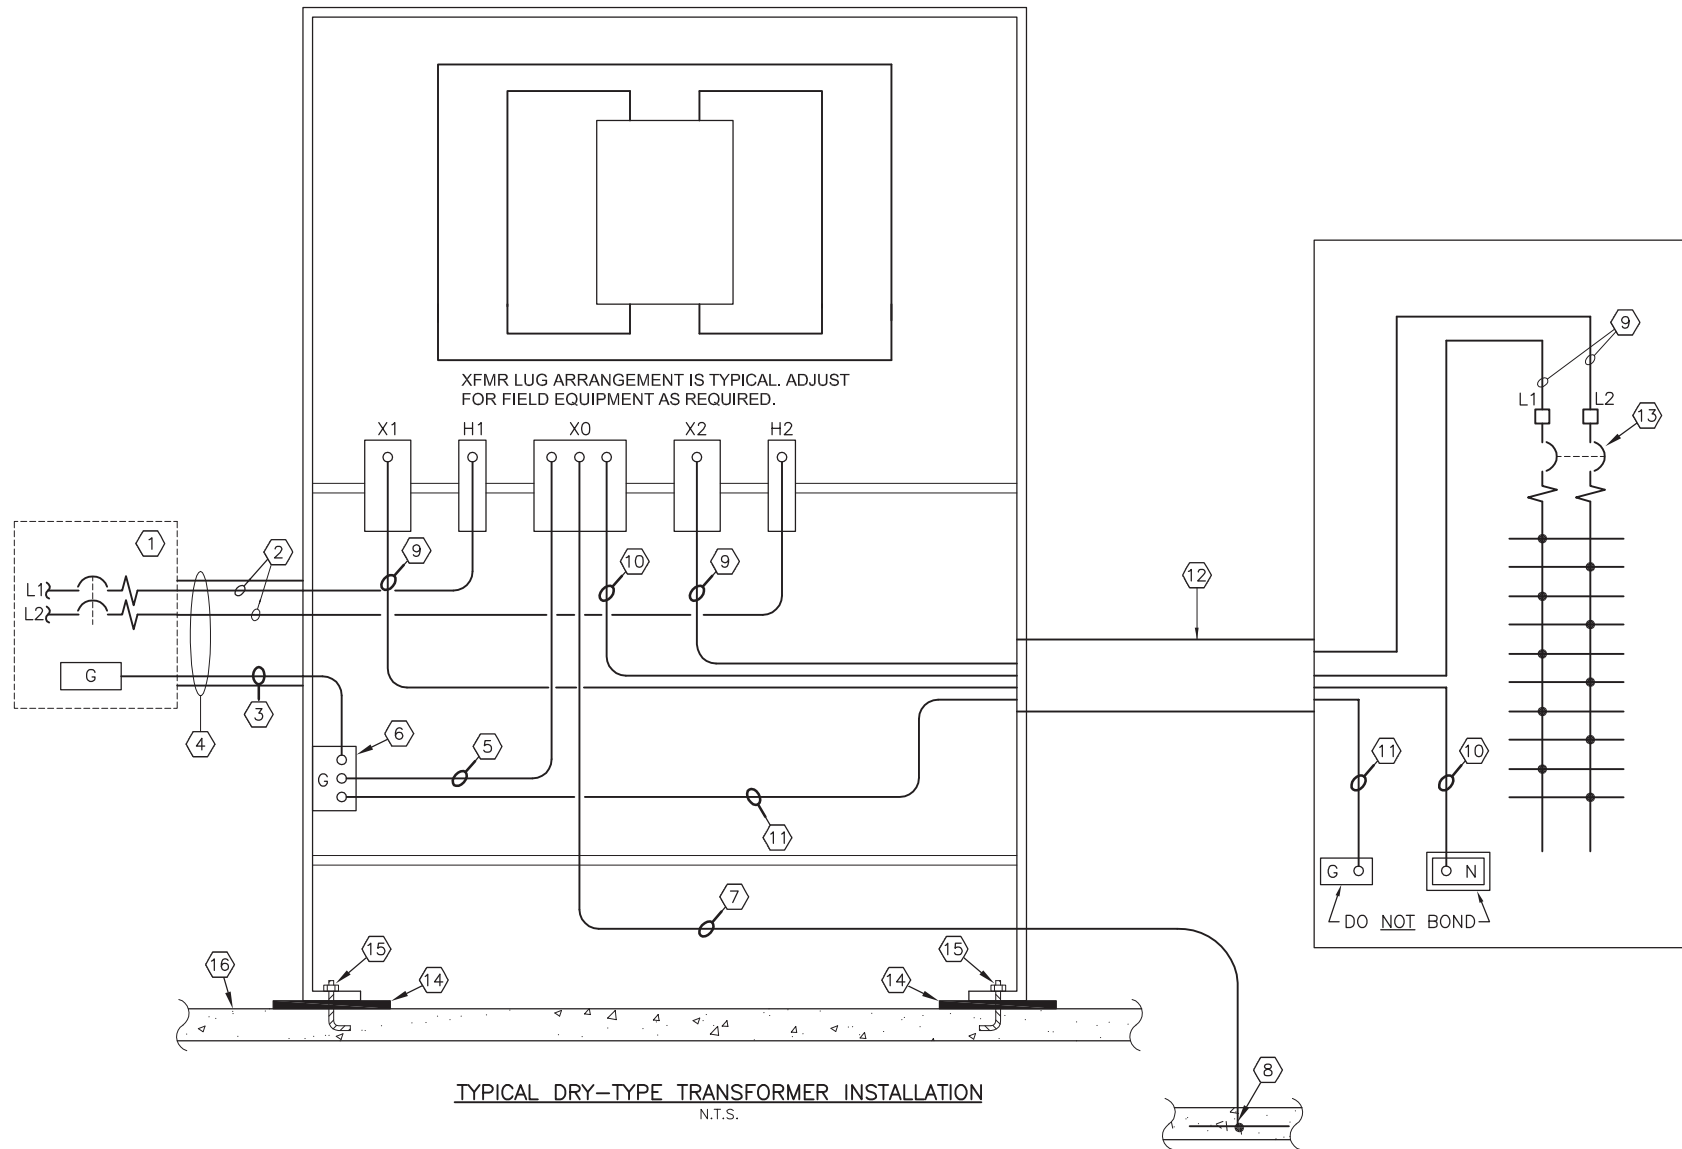 XFMR LUG ARRANGEMENT IS TYPICAL. ADJUST
FOR FIELD EQUIPMENT AS REQUIRED.
X1
H1
X0
X2
H2
1
2
9
10
9
12
9
L1
L2
13
L1
L2
G
3
4
6
G
5
11
11
10
G
N
DO NOT BOND
7
16
15
14
15
14
8
TYPICAL DRY-TYPE TRANSFORMER INSTALLATION
N.T.S.